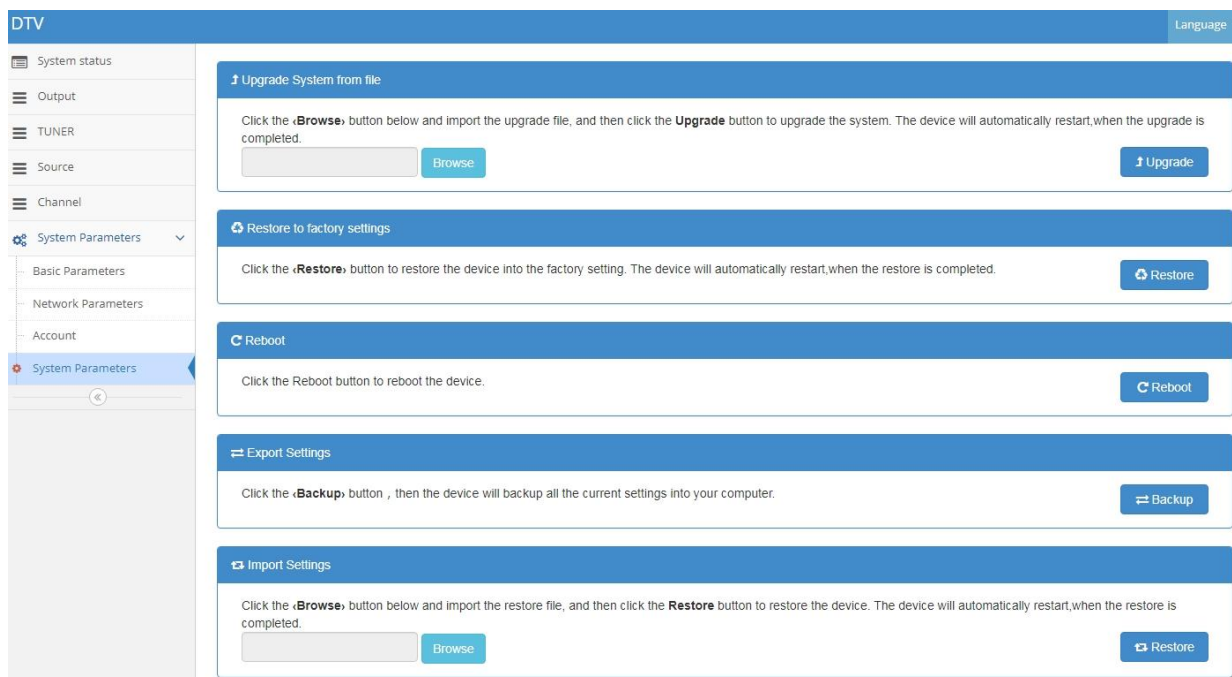 DTV
Language
System status
Output
TUNER
Source
Channel
System Parameters
Basic Parameters
Network Parameters
Account
System Parameters
Upgrade System from file
Click the ‹Browse› button below and import the upgrade file, and then click the Upgrade button to upgrade the system. The device will automatically restart,when the upgrade is
completed.
Browse
Upgrade
Restore to factory settings
Click the ‹Restore› button to restore the device into the factory setting. The device will automatically restart,when the restore is completed.
Restore
Reboot
Click the Reboot button to reboot the device.
Reboot
Export Settings
Click the ‹Backup› button，then the device will backup all the current settings into your computer.
Backup
Import Settings
Click the ‹Browse› button below and import the restore file, and then click the Restore button to restore the device. The device will automatically restart,when the restore is
completed.
Browse
Restore